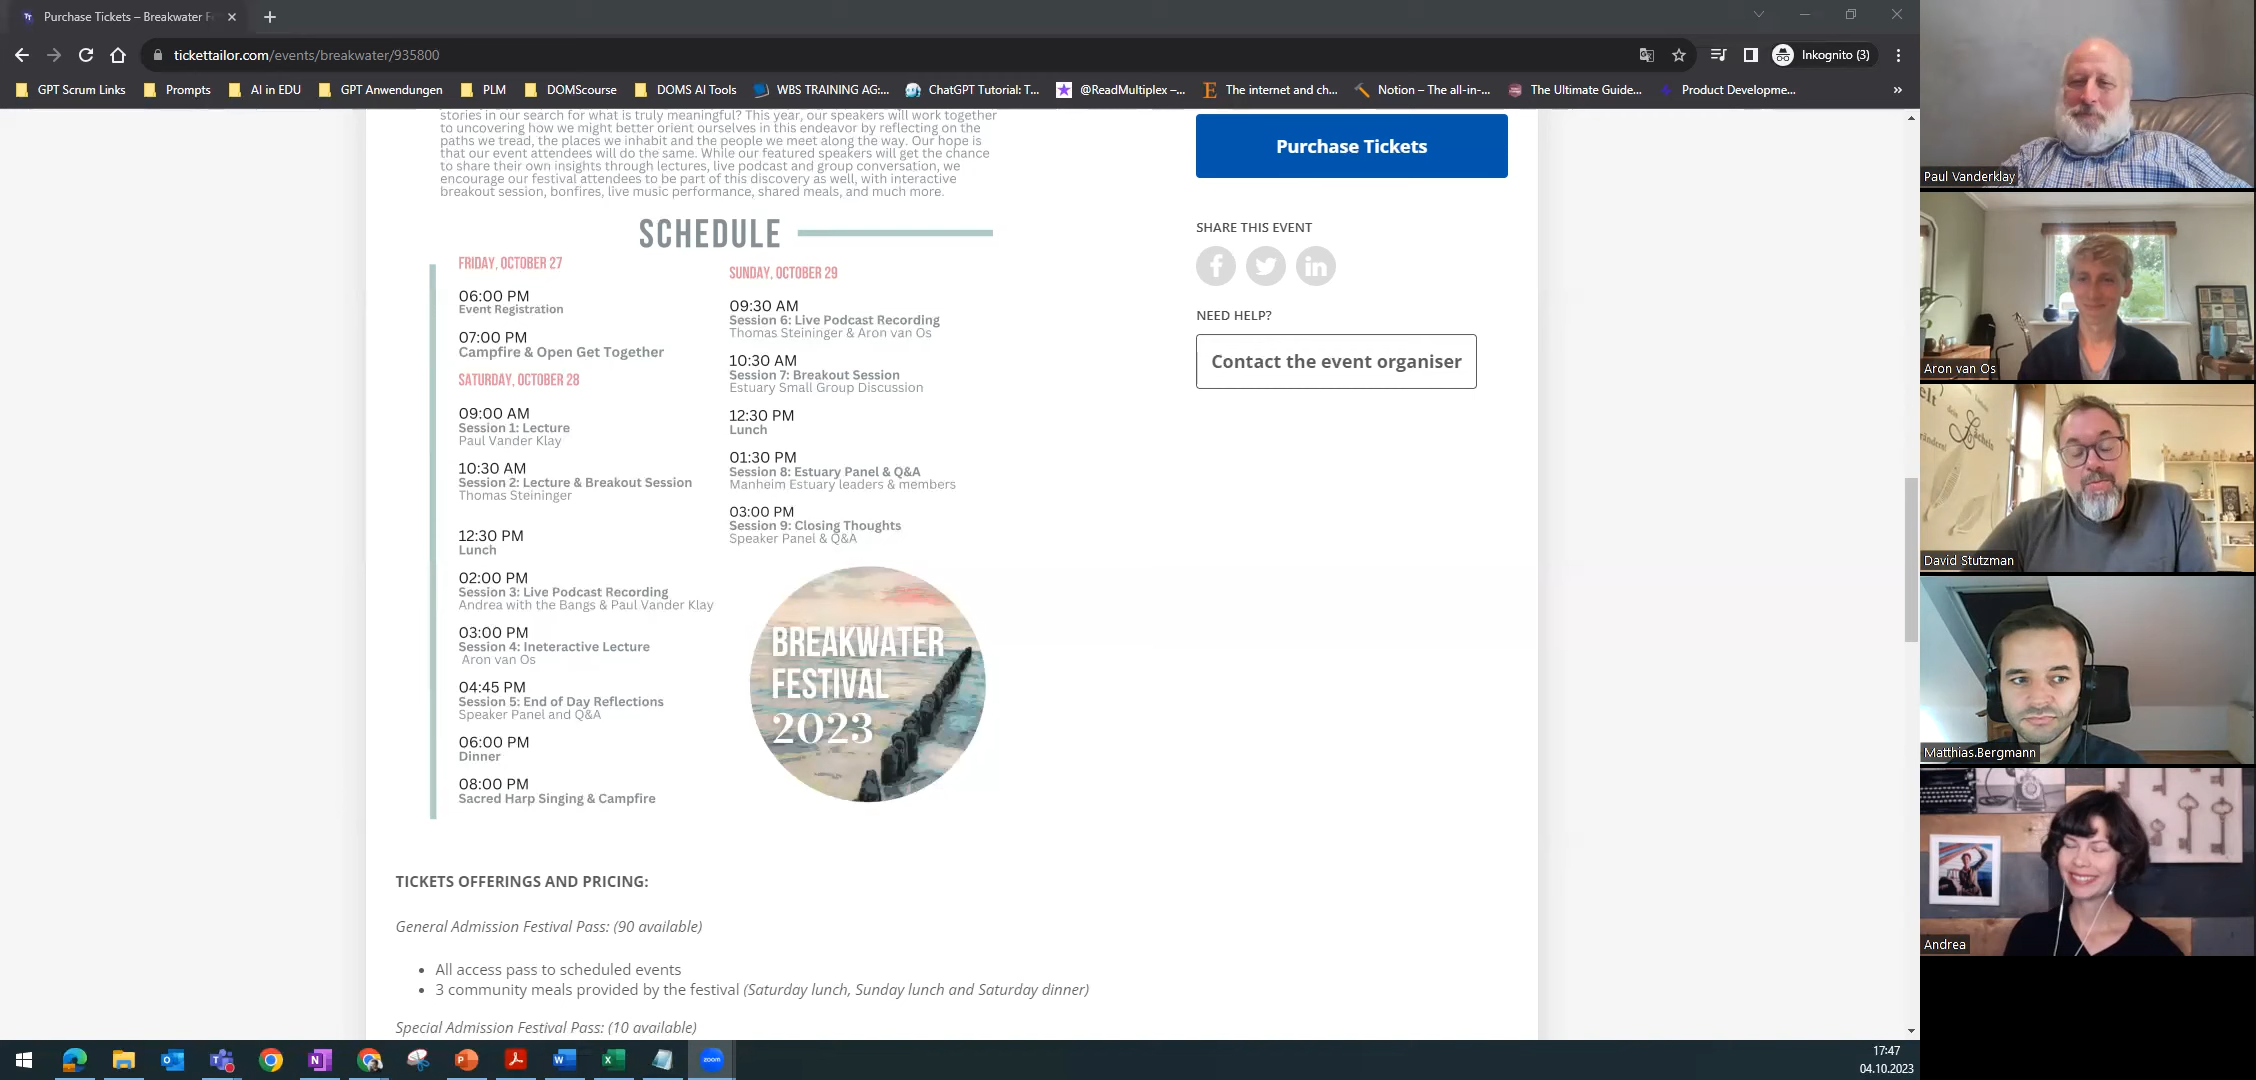 Purchase Tickets – Breakwater F
tickettailor.com/events/breakwater/935800
Inkognito (3)
GPT Scrum Links
Prompts
AI in EDU
GPT Anwendungen
PLM
DOMScourse
DOMS AI Tools
WBS TRAINING AG:...
ChatGPT Tutorial: T...
@ReadMultiplex –...
The internet and ch...
Notion – The all-in-...
The Ultimate Guide...
Product Developme...
»
stories in our search for what is truly meaningful? This year, our speakers will work together
to uncovering how we might better orient ourselves in this endeavor by reflecting on the
paths we tread, the places we inhabit and the people we meet along the way. Our hope is
that our event attendees will do the same. While our featured speakers will get the chance
to share their own insights through lectures, live podcast and group conversation, we
encourage our festival attendees to be part of this discovery as well, with interactive
breakout session, bonfires, live music performance, shared meals, and much more.
SCHEDULE
FRIDAY, OCTOBER 27
06:00 PM
Event Registration
07:00 PM
Campfire & Open Get Together
SATURDAY, OCTOBER 28
09:00 AM
Session 1: Lecture
Paul Vander Klay
10:30 AM
Session 2: Lecture & Breakout Session
Thomas Steininger
12:30 PM
Lunch
02:00 PM
Session 3: Live Podcast Recording
Andrea with the Bangs & Paul Vander Klay
03:00 PM
Session 4: Ineteractive Lecture
Aron van Os
04:45 PM
Session 5: End of Day Reflections
Speaker Panel and Q&A
06:00 PM
Dinner
08:00 PM
Sacred Harp Singing & Campfire
SUNDAY, OCTOBER 29
09:30 AM
Session 6: Live Podcast Recording
Thomas Steininger & Aron van Os
10:30 AM
Session 7: Breakout Session
Estuary Small Group Discussion
12:30 PM
Lunch
01:30 PM
Session 8: Estuary Panel & Q&A
Manheim Estuary leaders & members
03:00 PM
Session 9: Closing Thoughts
Speaker Panel & Q&A
BREAKWATER
FESTIVAL
2023
TICKETS OFFERINGS AND PRICING:
General Admission Festival Pass: (90 available)
• All access pass to scheduled events
• 3 community meals provided by the festival (Saturday lunch, Sunday lunch and Saturday dinner)
Special Admission Festival Pass: (10 available)
Purchase Tickets
SHARE THIS EVENT
NEED HELP?
Contact the event organiser
Paul Vanderklay
Aron van Os
David Stutzman
Matthias.Bergmann
Andrea
zoom
17:47
04.10.2023